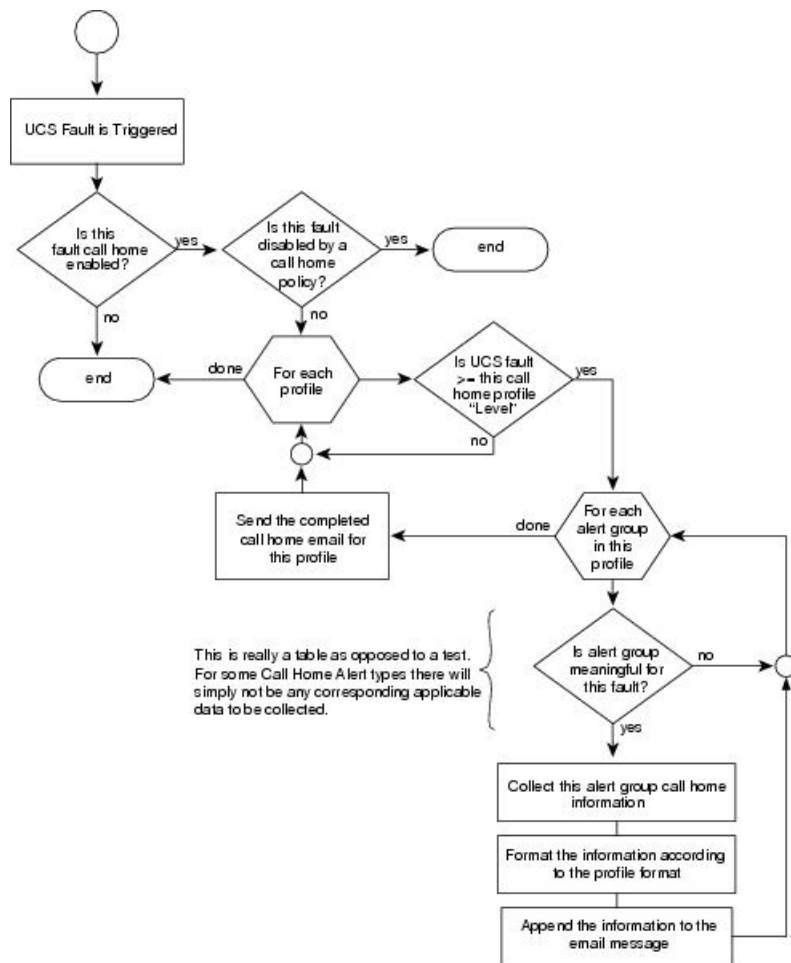 UCS Fault is Triggered
Is this
fault call home
enabled?
yes
Is this fault
disabled by a
call home
policy?
yes
end
no
no
end
done
For each
profile
Is UCS fault
>= this call
home profile
"Level"
yes
no
Send the completed
call home email for
this profile
done
For each
alert group
in this
profile
This is really a table as opposed to a test.
For some Call Home Alert types there will
simply not be any corresponding applicable
data to be collected.
Is alert group
meaningful for
this fault?
no
yes
Collect this alert group call home
information
Format the information according
to the profile format
Append the information to the
email message